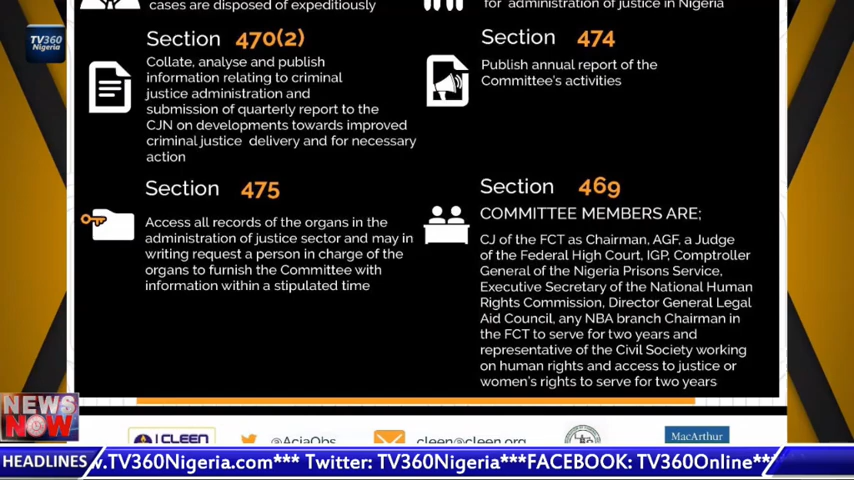 cases are disposed of expeditiously
for administration of justice in Nigeria
TV360
Nigeria
Section 470(2)
Collate, analyse and publish
information relating to criminal
justice administration and
submission of quarterly report to the
CJN on developments towards improved
criminal justice delivery and for necessary
action
Section 474
Publish annual report of the
Committee's activities
Section 475
Access all records of the organs in the
administration of justice sector and may in
writing request a person in charge of the
organs to furnish the Committee with
information within a stipulated time
Section 469
COMMITTEE MEMBERS ARE;
CJ of the FCT as Chairman, AGF, a Judge
of the Federal High Court, IGP, Comptroller
General of the Nigeria Prisons Service,
Executive Secretary of the National Human
Rights Commission, Director General Legal
Aid Council, any NBA branch Chairman in
the FCT to serve for two years and
representative of the Civil Society working
on human rights and access to justice or
women's rights to serve for two years
CLEEN
@AcjaObs
cleen@cleen.org
MacArthur
NEWS
NOW
HEADLINES
w.TV360Nigeria.com*** Twitter: TV360Nigeria***FACEBOOK: TV360Online***